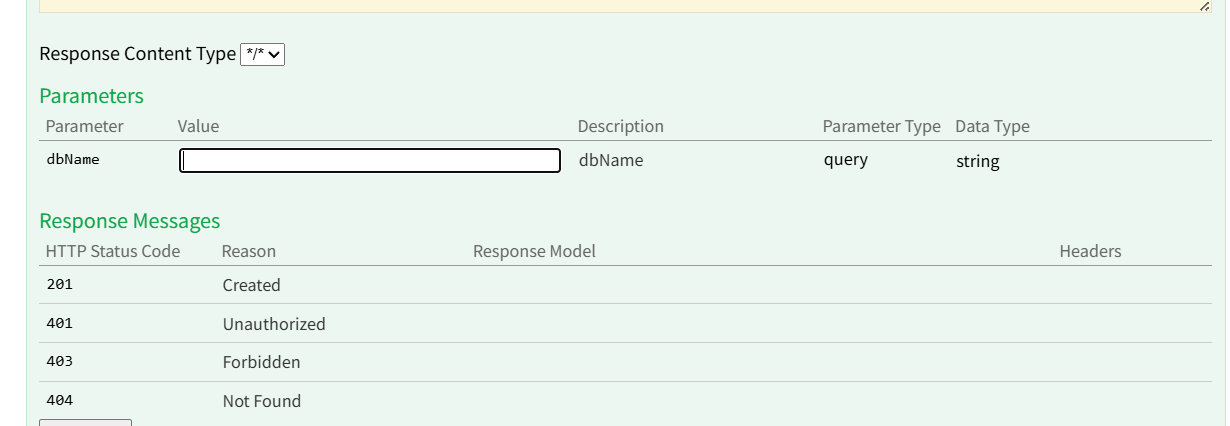 Response Content Type */*
Parameters
Parameter Value Description Parameter Type Data Type
dbName dbName query string
Response Messages
HTTP Status Code Reason Response Model Headers
201 Created
401 Unauthorized
403 Forbidden
404 Not Found